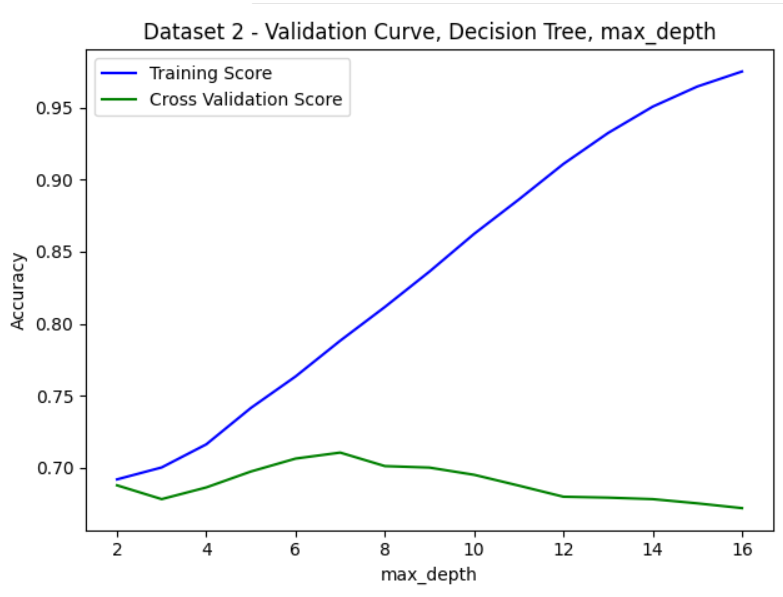 Dataset 2 - Validation Curve, Decision Tree, max_depth
Training Score
Cross Validation Score
0.95
0.90
0.85
0.80
0.75
0.70
Accuracy
2 4 6 8 10 12 14 16
max_depth